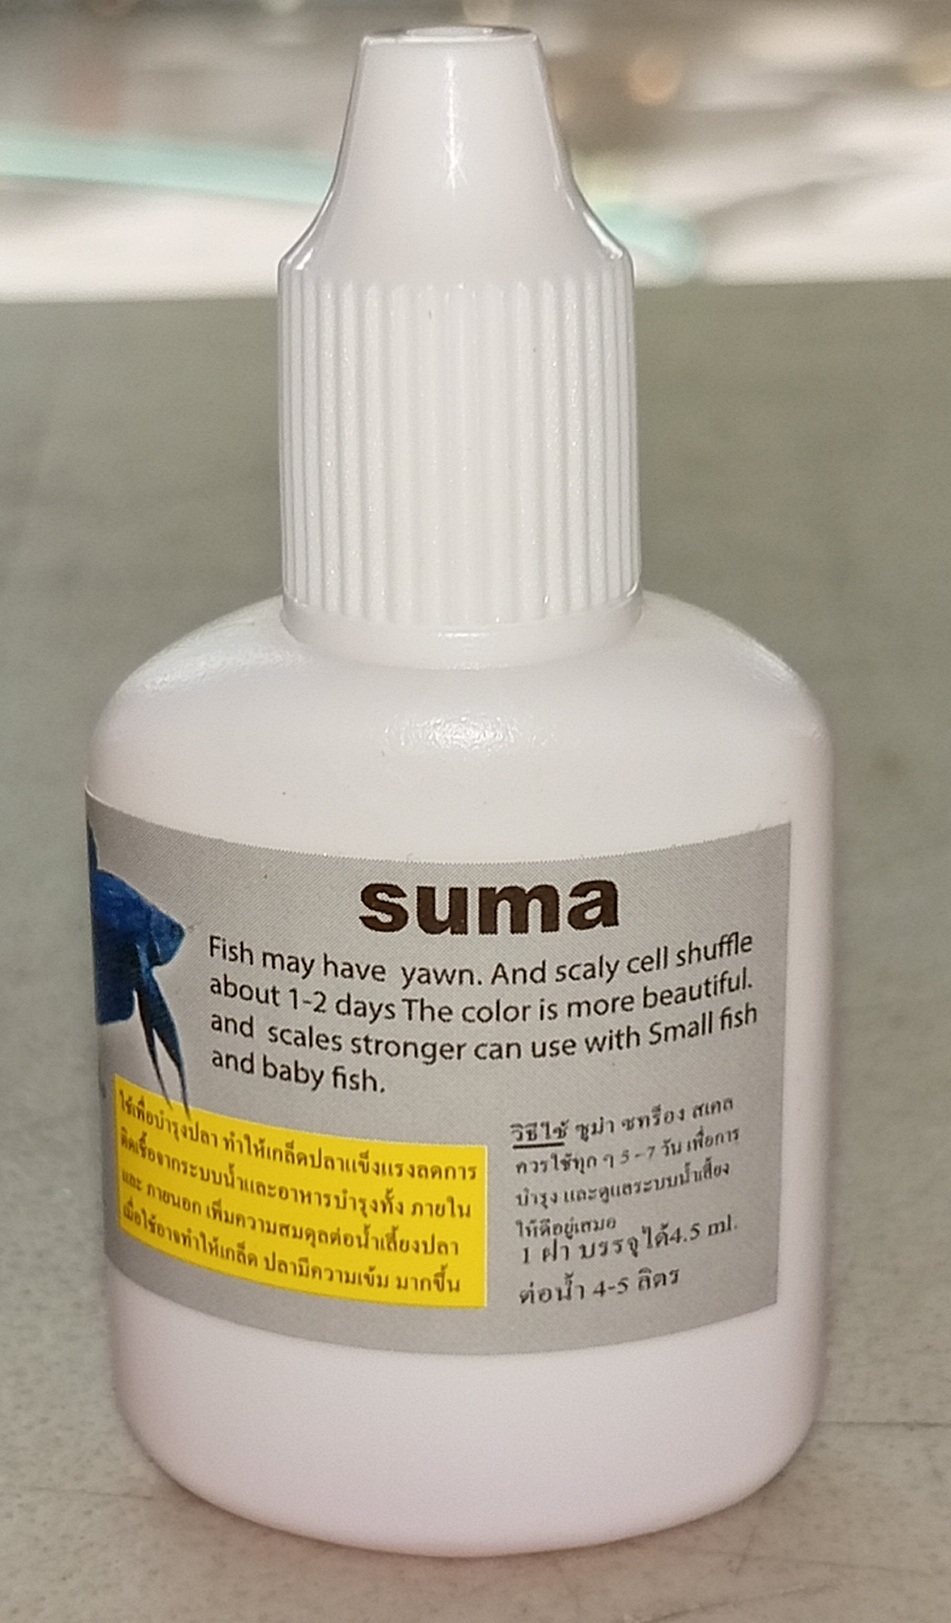 suma
Fish may have yawn. And scaly cell shuffle
about 1-2 days The color is more beautiful.
and scales stronger can use with Small fish
and baby fish.
ใช้เพื่อบำรุงปลา ทำให้เกล็ดปลาแข็งแรงลดการ
ติดเชื้อจากระบบน้ำและอาหารบำรุงทั้ง ภายใน
และ ภายนอก เพิ่มความสมดุลต่อน้ำเลี้ยงปลา
เมื่อใช้อาจทำให้เกล็ด ปลามีความเข้ม มากขึ้น
วิธีใช้ ซูม่า ซทรือง สเคล
ควรใช้ทุก ๆ 5-7 วัน เพื่อการ
บำรุง และดูแลระบบน้ำเลี้ยง
ให้ดีอยู่เสมอ
1 ฝา บรรจุได้4.5 ml.
ต่อน้ำ 4-5 ลิตร